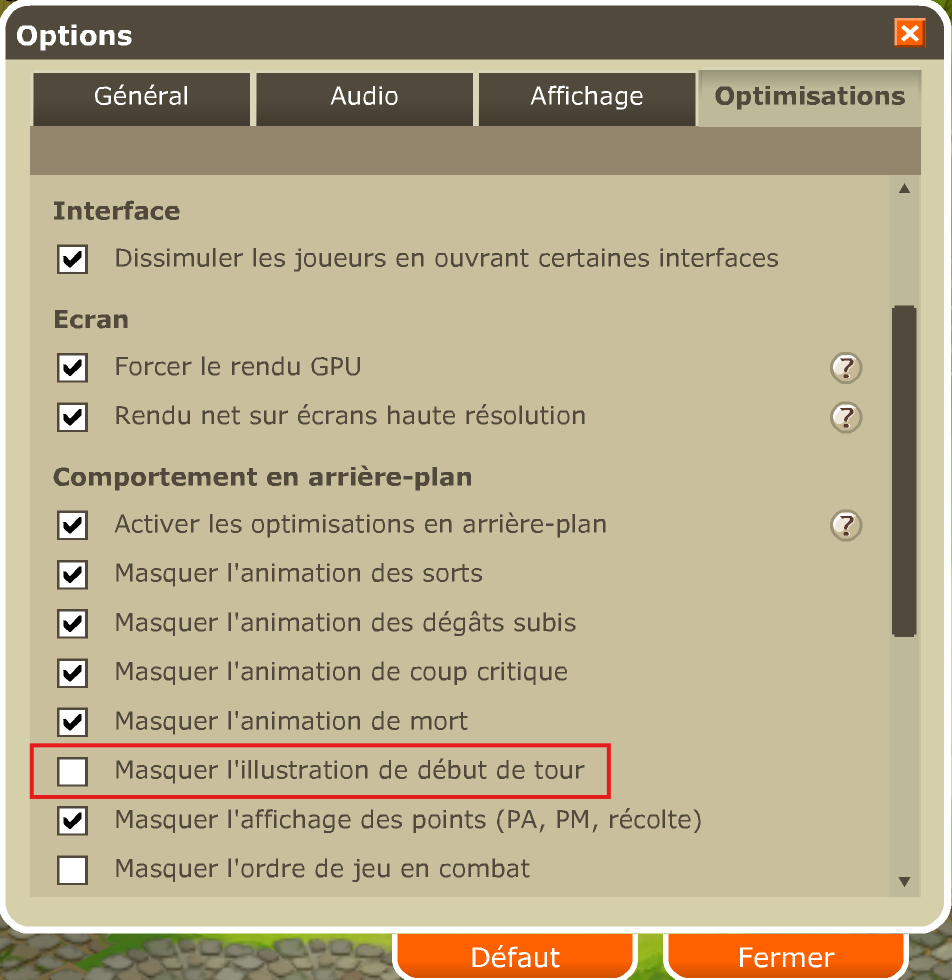 Options
Général
Audio
Affichage
Optimisations
Interface
Dissimuler les joueurs en ouvrant certaines interfaces
Ecran
Forcer le rendu GPU
?
Rendu net sur écrans haute résolution
?
Comportement en arrière-plan
Activer les optimisations en arrière-plan
?
Masquer l'animation des sorts
Masquer l'animation des dégâts subis
Masquer l'animation de coup critique
Masquer l'animation de mort
Masquer l'illustration de début de tour
Masquer l'affichage des points (PA, PM, récolte)
Masquer l'ordre de jeu en combat
Défaut
Fermer